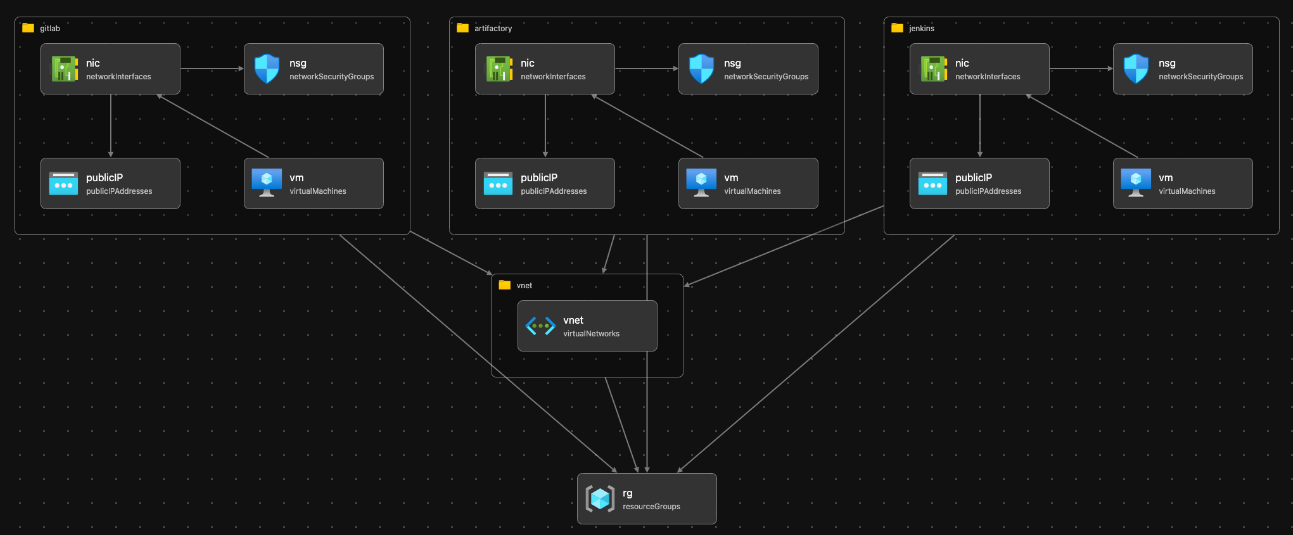 gitlab
nic
networkInterfaces
nsg
networkSecurityGroups
publicIP
publicIPAddresses
vm
virtualMachines
artifactory
nic
networkInterfaces
nsg
networkSecurityGroups
publicIP
publicIPAddresses
vm
virtualMachines
jenkins
nic
networkInterfaces
nsg
networkSecurityGroups
publicIP
publicIPAddresses
vm
virtualMachines
vnet
vnet
virtualNetworks
rg
resourceGroups